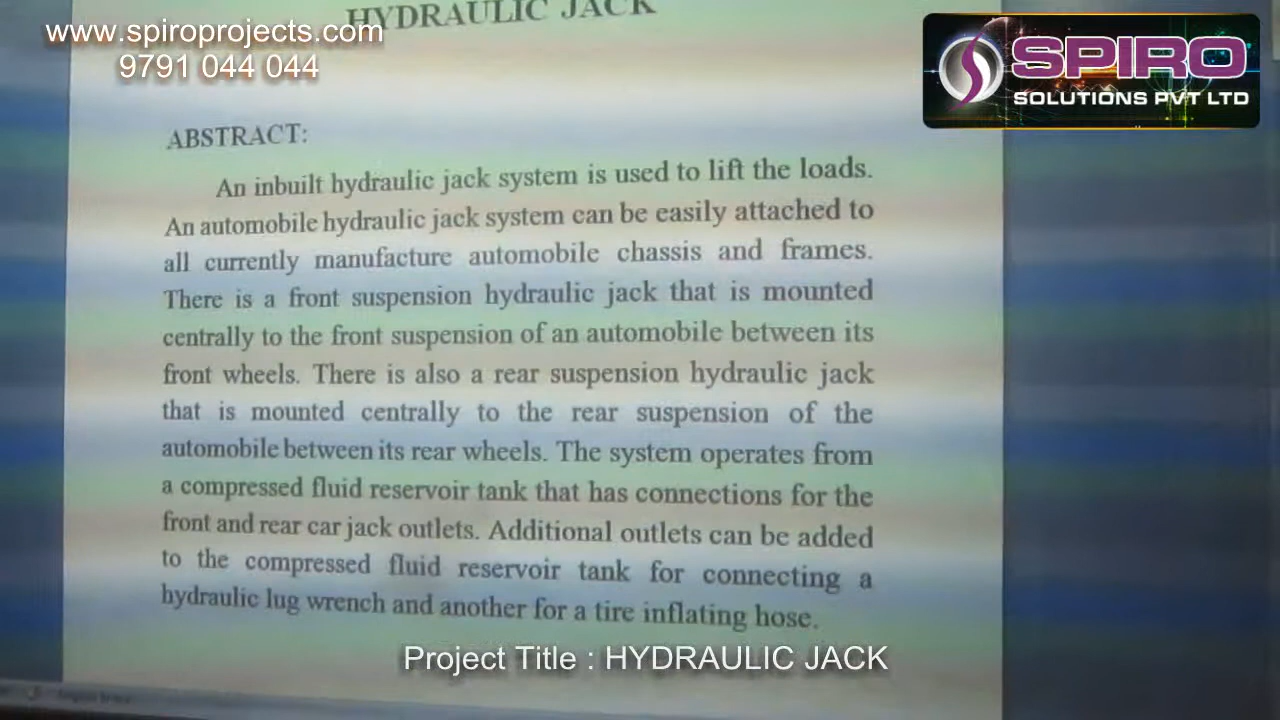 HYDRAULIC JACK
www.spiroprojects.com
9791 044 044
SPIRO
SOLUTIONS PVT LTD
ABSTRACT:
An inbuilt hydraulic jack system is used to lift the loads.
An automobile hydraulic jack system can be easily attached to
all currently manufacture automobile chassis and frames.
There is a front suspension hydraulic jack that is mounted
centrally to the front suspension of an automobile between its
front wheels. There is also a rear suspension hydraulic jack
that is mounted centrally to the rear suspension of the
automobile between its rear wheels. The system operates from
a compressed fluid reservoir tank that has connections for the
front and rear car jack outlets. Additional outlets can be added
to the compressed fluid reservoir tank for connecting a
hydraulic lug wrench and another for a tire inflating hose.
Project Title : HYDRAULIC JACK